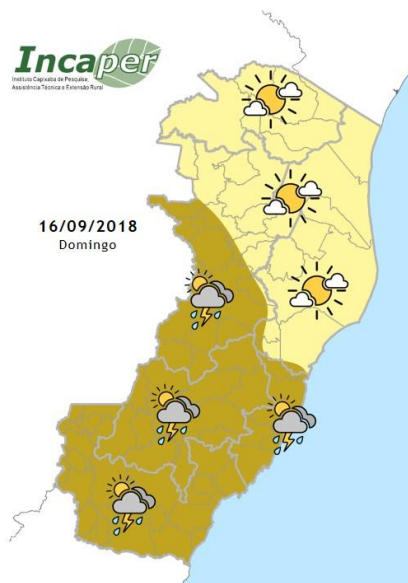 Incaper
Instituto Capixaba de Pesquisa,
Assistência Técnica e Extensão Rural
16/09/2018
Domingo